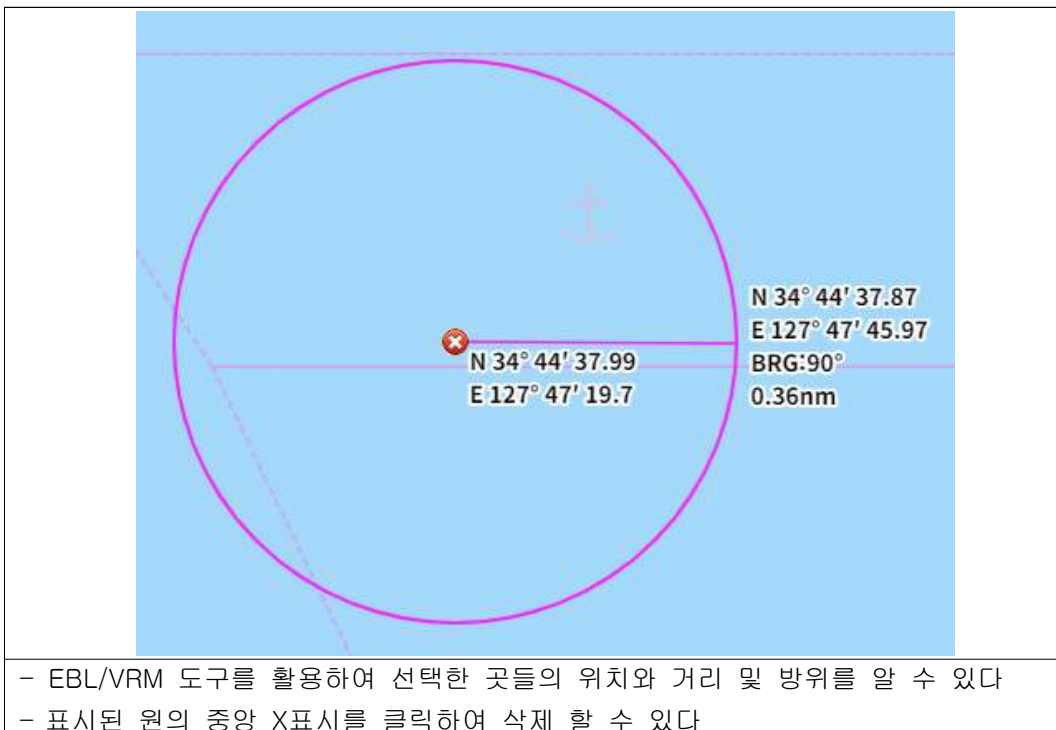 N 34° 44' 37.87
E 127° 47' 45.97
BRG:90°
0.36nm
N 34° 44' 37.99
E 127° 47' 19.7
- EBL/VRM 도구를 활용하여 선택한 곳들의 위치와 거리 및 방위를 알 수 있다
- 표시된 원의 중앙 X표시를 클릭하여 삭제 할 수 있다